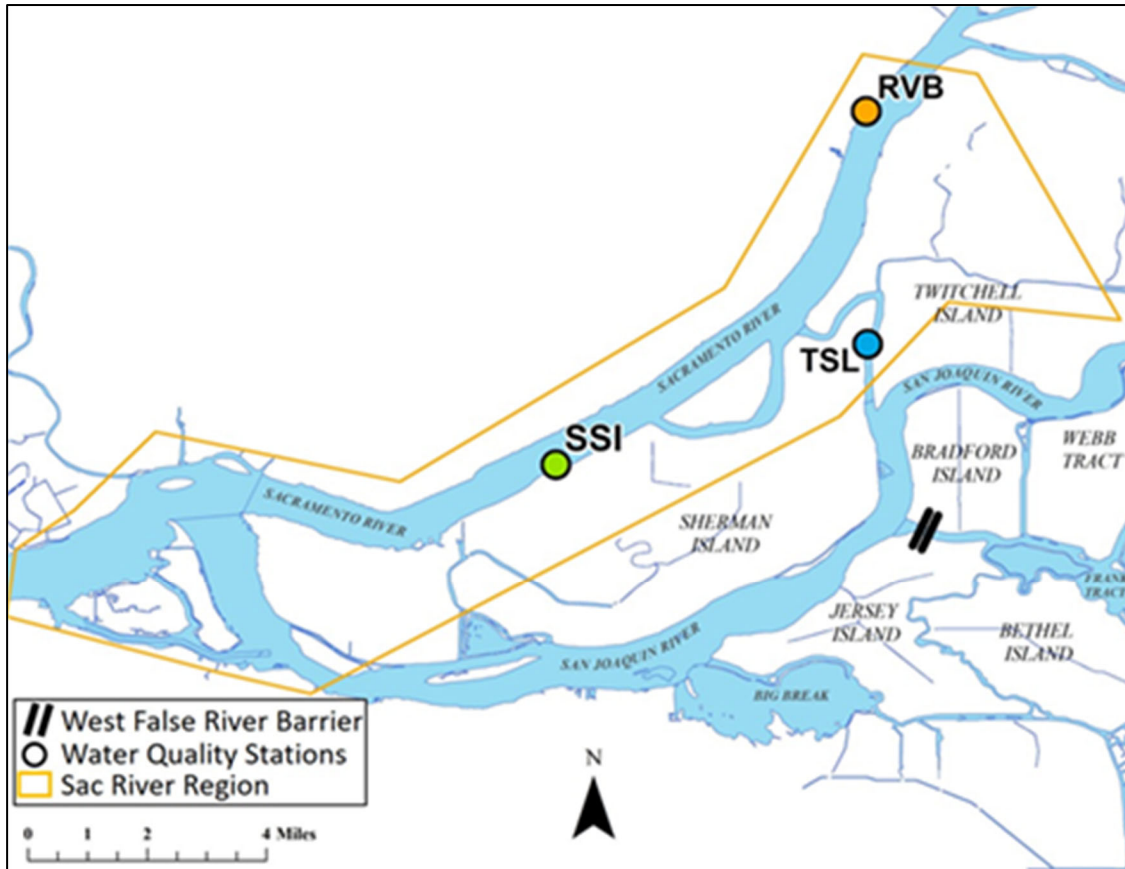 RVB
TWITCHELL
ISLAND
SACRAMENTO RIVER
TSL
SAN JOAQUIN RIVER
SSI
BRADFORD
ISLAND
WEBB
TRACT
SACRAMENTO RIVER
SHERMAN
ISLAND
FRANK
TRACT
JERSEY
ISLAND
BETHEL
ISLAND
SAN JOAQUIN RIVER
BIG BREAK
West False River Barrier
Water Quality Stations
Sac River Region
N
0 1 2 4 Miles